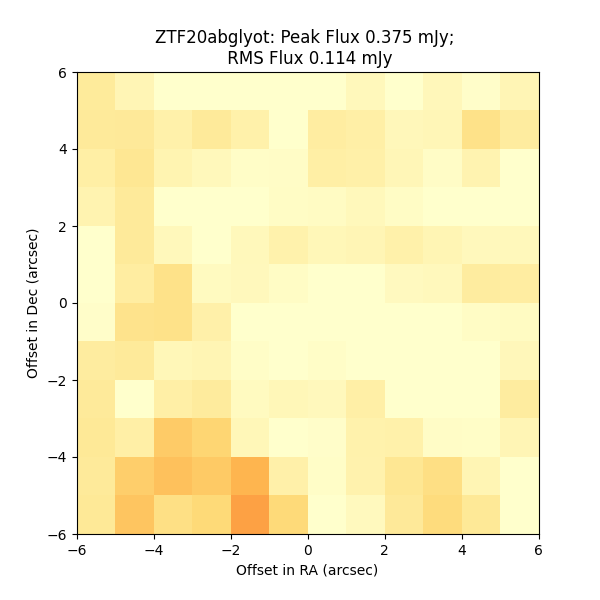 ZTF20abglyot: Peak Flux 0.375 mJy;
RMS Flux 0.114 mJy
6
4
2
0
−2
−4
−6
Offset in Dec (arcsec)
−6 −4 −2 0 2 4 6
Offset in RA (arcsec)